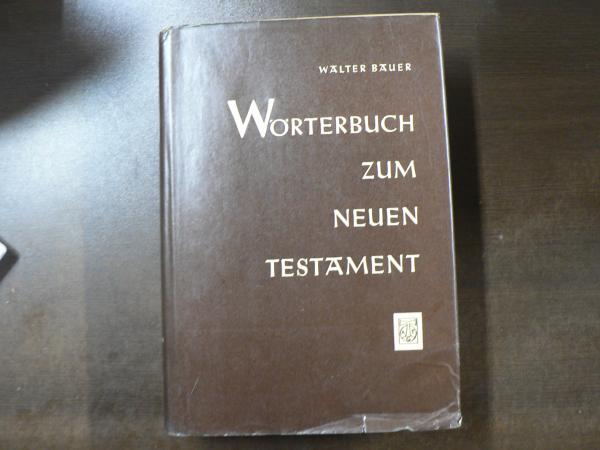 WALTER BAUER
WÖRTERBUCH
ZUM
NEUEN
TESTAMENT